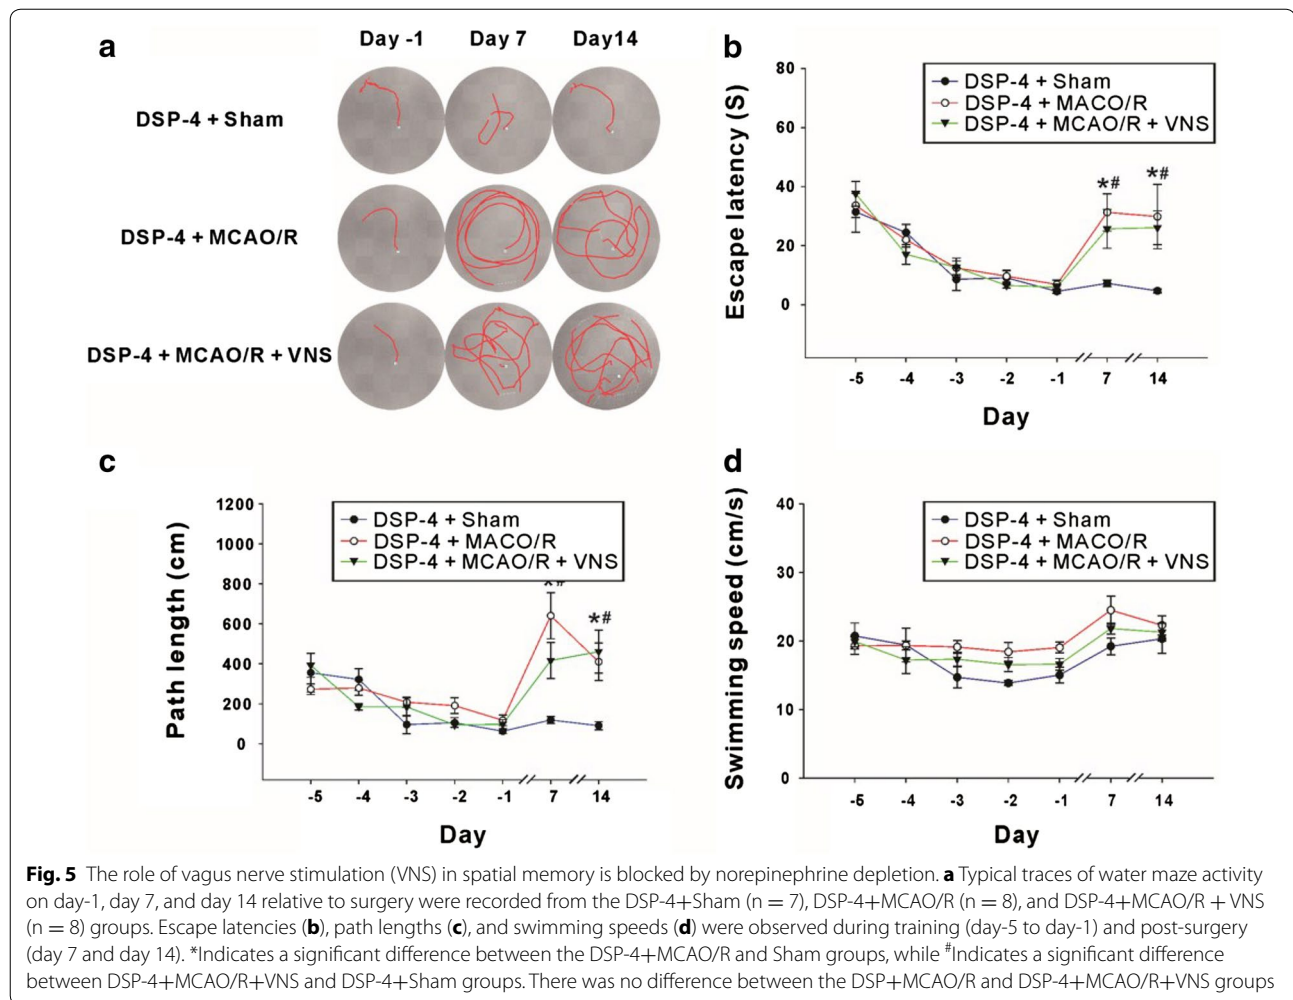 a
Day -1 Day 7 Day14
DSP-4 + Sham
DSP-4 + MCAO/R
DSP-4 + MCAO/R + VNS
b
Escape latency (S)
80
60
40
20
0
DSP-4 + Sham
DSP-4 + MACO/R
DSP-4 + MCAO/R + VNS
*# *#
-5 -4 -3 -2 -1 7 14
Day
c
Path length (cm)
1200
1000
800
600
400
200
0
DSP-4 + Sham
DSP-4 + MACO/R
DSP-4 + MCAO/R + VNS
*#
*#
-5 -4 -3 -2 -1 7 14
Day
d
Swimming speed (cm/s)
40
30
20
10
0
DSP-4 + Sham
DSP-4 + MACO/R
DSP-4 + MCAO/R + VNS
-5 -4 -3 -2 -1 7 14
Day
Fig. 5 The role of vagus nerve stimulation (VNS) in spatial memory is blocked by norepinephrine depletion. a Typical traces of water maze activity
on day-1, day 7, and day 14 relative to surgery were recorded from the DSP-4+Sham (n = 7), DSP-4+MCAO/R (n = 8), and DSP-4+MCAO/R + VNS
(n = 8) groups. Escape latencies (b), path lengths (c), and swimming speeds (d) were observed during training (day-5 to day-1) and post-surgery
(day 7 and day 14). *Indicates a significant difference between the DSP-4+MCAO/R and Sham groups, while #Indicates a significant difference
between DSP-4+MCAO/R+VNS and DSP-4+Sham groups. There was no difference between the DSP+MCAO/R and DSP-4+MCAO/R+VNS groups